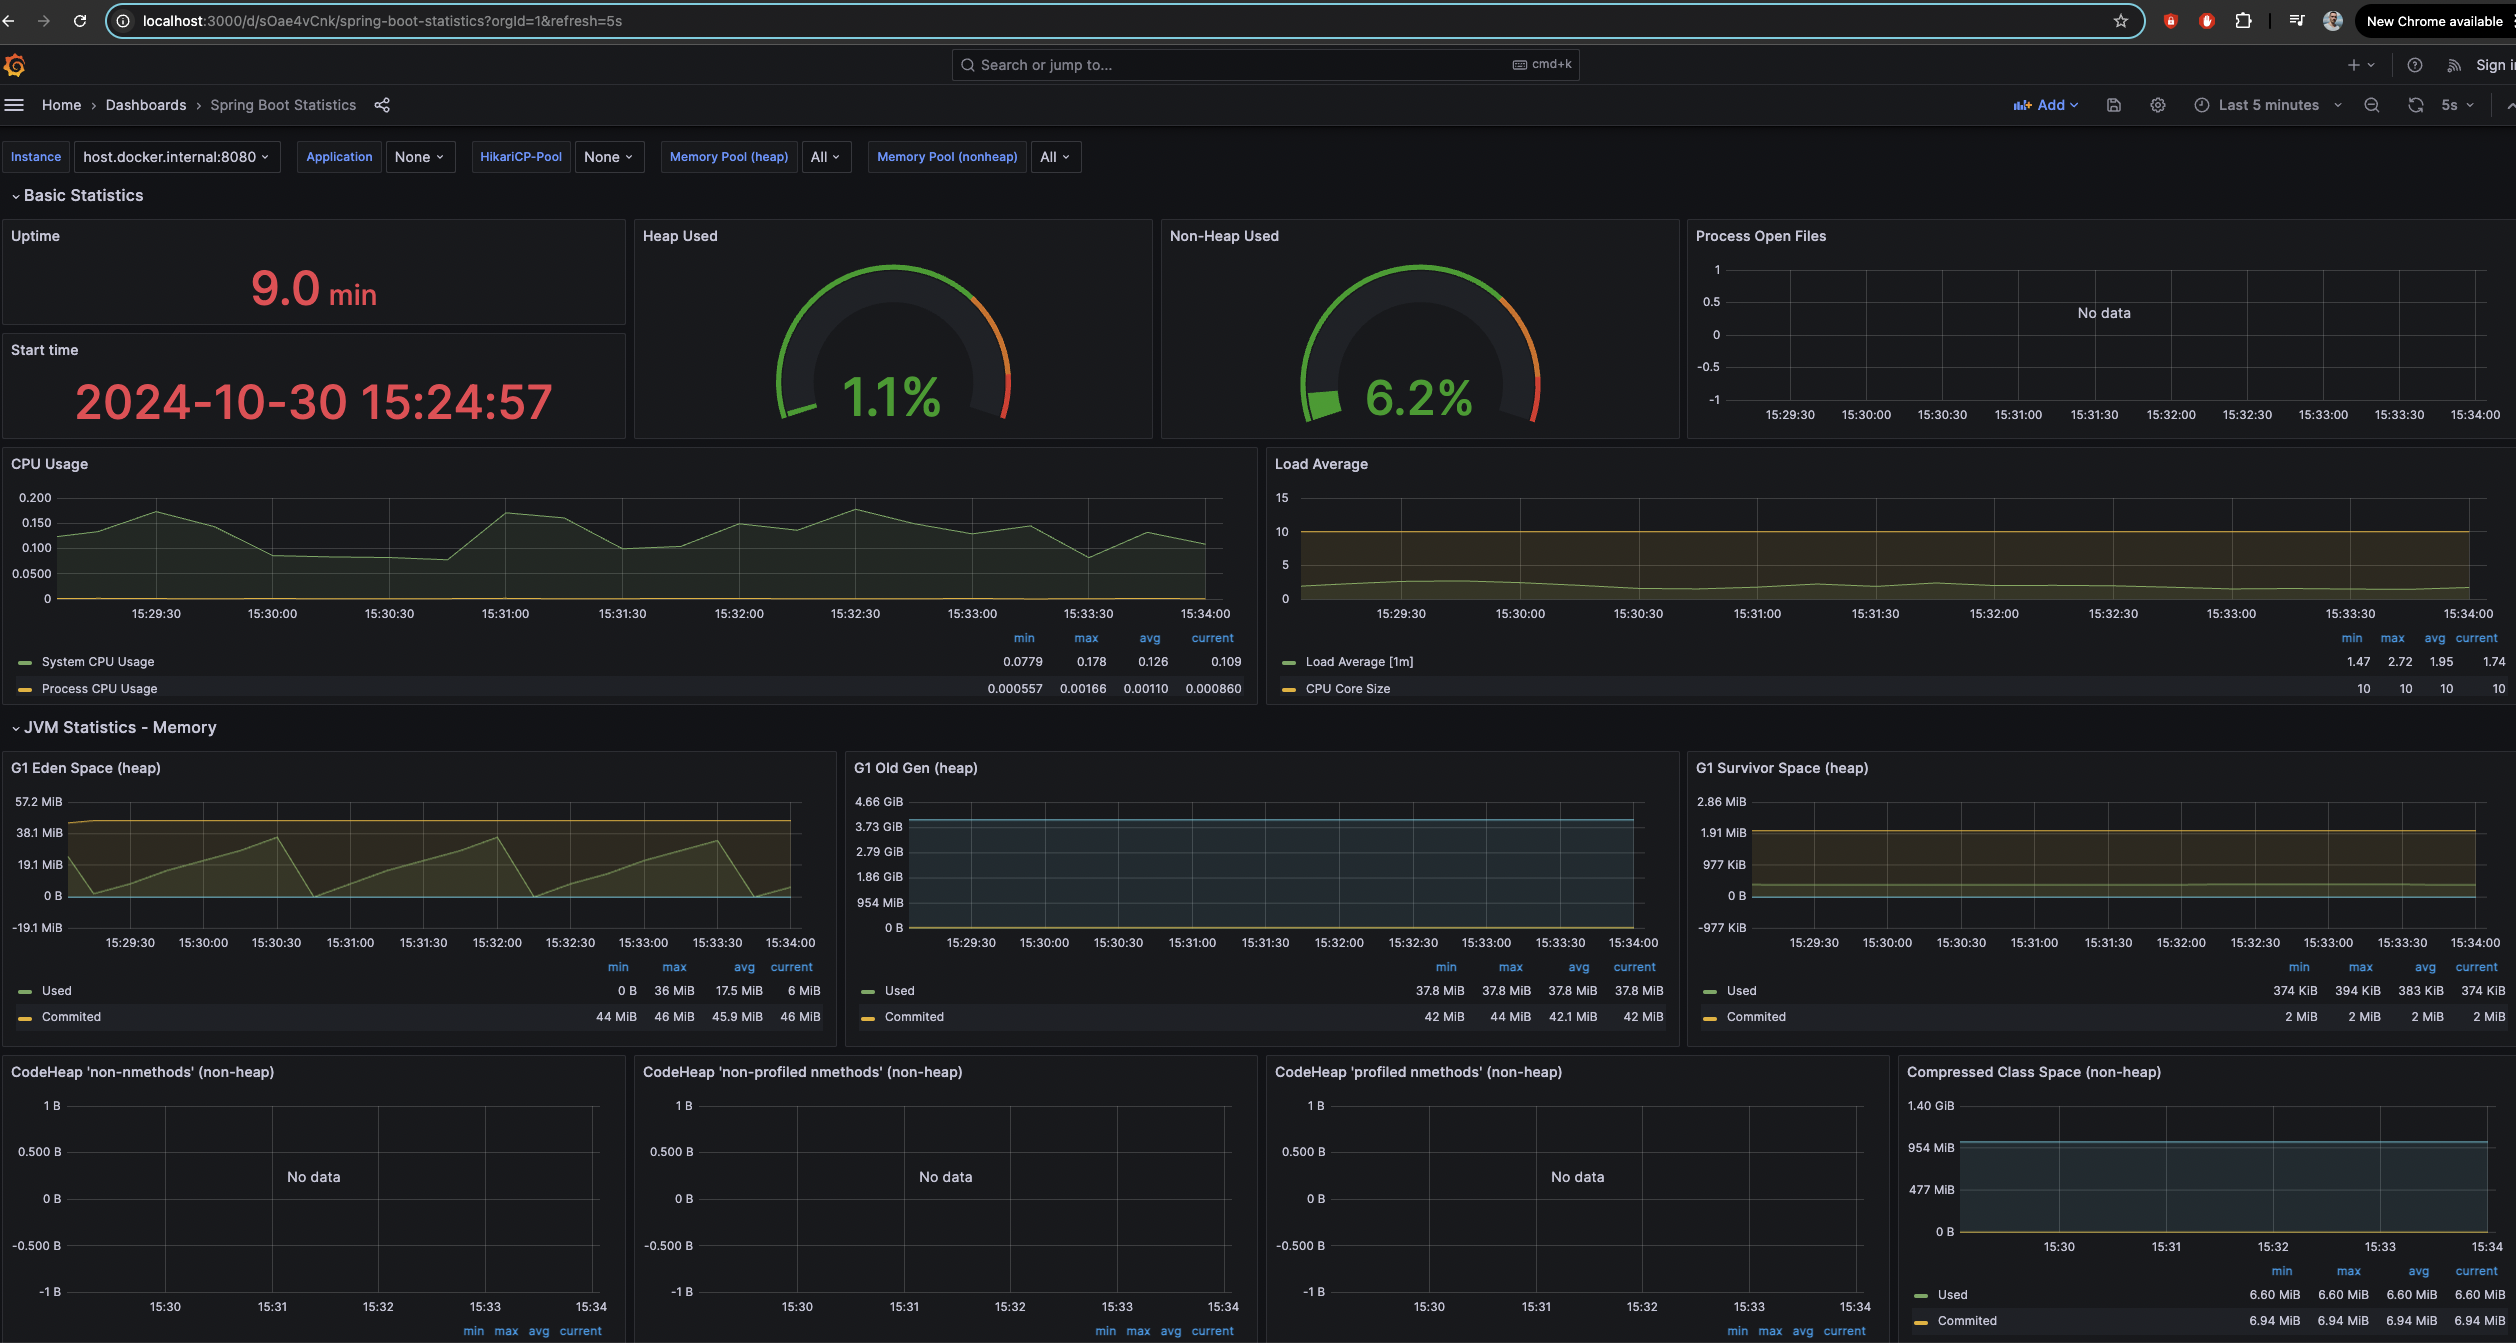 localhost:3000/d/sOae4vCnk/spring-boot-statistics?orgId=1&refresh=5s
New Chrome available
Search or jump to...
cmd+k
Home › Dashboards › Spring Boot Statistics
Add
Last 5 minutes
5s
Instance host.docker.internal:8080 Application None HikariCP-Pool None Memory Pool (heap) All Memory Pool (nonheap) All
Basic Statistics
Uptime
9.0 min
Start time
2024-10-30 15:24:57
Heap Used
1.1%
Non-Heap Used
6.2%
Process Open Files
1
0.5
0
-0.5
-1
No data
15:29:30 15:30:00 15:30:30 15:31:00 15:31:30 15:32:00 15:32:30 15:33:00 15:33:30 15:34:00
CPU Usage
0.200
0.150
0.100
0.0500
0
15:29:30 15:30:00 15:30:30 15:31:00 15:31:30 15:32:00 15:32:30 15:33:00 15:33:30 15:34:00
min max avg current
System CPU Usage 0.0779 0.178 0.126 0.109
Process CPU Usage 0.000557 0.00166 0.00110 0.000860
Load Average
15
10
5
0
15:29:30 15:30:00 15:30:30 15:31:00 15:31:30 15:32:00 15:32:30 15:33:00 15:33:30 15:34:00
min max avg current
Load Average [1m] 1.47 2.72 1.95 1.74
CPU Core Size 10 10 10 10
JVM Statistics - Memory
G1 Eden Space (heap)
57.2 MiB
38.1 MiB
19.1 MiB
0 B
-19.1 MiB
15:29:30 15:30:00 15:30:30 15:31:00 15:31:30 15:32:00 15:32:30 15:33:00 15:33:30 15:34:00
min max avg current
Used 0 B 36 MiB 17.5 MiB 6 MiB
Commited 44 MiB 46 MiB 45.9 MiB 46 MiB
G1 Old Gen (heap)
4.66 GiB
3.73 GiB
2.79 GiB
1.86 GiB
954 MiB
0 B
15:29:30 15:30:00 15:30:30 15:31:00 15:31:30 15:32:00 15:32:30 15:33:00 15:33:30 15:34:00
min max avg current
Used 37.8 MiB 37.8 MiB 37.8 MiB 37.8 MiB
Commited 42 MiB 44 MiB 42.1 MiB 42 MiB
G1 Survivor Space (heap)
2.86 MiB
1.91 MiB
977 KiB
0 B
-977 KiB
15:29:30 15:30:00 15:30:30 15:31:00 15:31:30 15:32:00 15:32:30 15:33:00 15:33:30 15:34:00
min max avg current
Used 374 KiB 394 KiB 383 KiB 374 KiB
Commited 2 MiB 2 MiB 2 MiB 2 MiB
CodeHeap 'non-nmethods' (non-heap)
1 B
0.500 B
0 B
-0.500 B
-1 B
No data
15:30 15:31 15:32 15:33 15:34
min max avg current
CodeHeap 'non-profiled nmethods' (non-heap)
1 B
0.500 B
0 B
-0.500 B
-1 B
No data
15:30 15:31 15:32 15:33 15:34
min max avg current
CodeHeap 'profiled nmethods' (non-heap)
1 B
0.500 B
0 B
-0.500 B
-1 B
No data
15:30 15:31 15:32 15:33 15:34
min max avg current
Compressed Class Space (non-heap)
1.40 GiB
954 MiB
477 MiB
0 B
15:30 15:31 15:32 15:33 15:34
min max avg current
Used 6.60 MiB 6.60 MiB 6.60 MiB 6.60 MiB
Commited 6.94 MiB 6.94 MiB 6.94 MiB 6.94 MiB